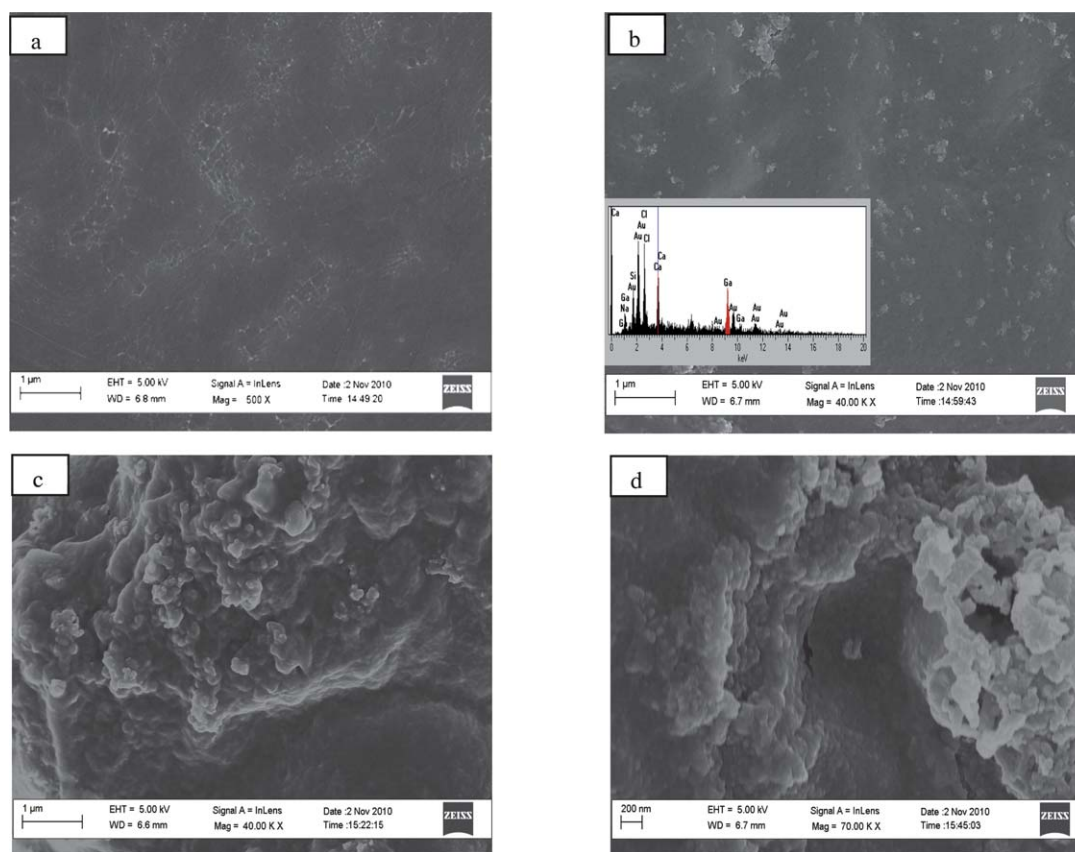 a
1 µm
EHT = 5.00 kV
Signal A = InLens
Date :2 Nov 2010
WD = 6.8 mm
Mag = 500 X
Time 14 49 20
ZEISS
b
Ca
Cl
Au
Au Cl
Ca
Ca
Si
Au
Ga
Na
G
Ga
Au
Au
Ga
Au
Au
Au
Au
0 2 4 6 8 10 12 14 16 18 20
keV
1 µm
EHT = 5.00 kV
Signal A = InLens
Date :2 Nov 2010
WD = 6.7 mm
Mag = 40.00 K X
Time :14:59:43
ZEISS
c
1 µm
EHT = 5.00 kV
Signal A = InLens
Date :2 Nov 2010
WD = 6.6 mm
Mag = 40.00 K X
Time :15:22:15
ZEISS
d
200 nm
EHT = 5.00 kV
Signal A = InLens
Date :2 Nov 2010
WD = 6.7 mm
Mag = 70.00 K X
Time :15:45:03
ZEISS